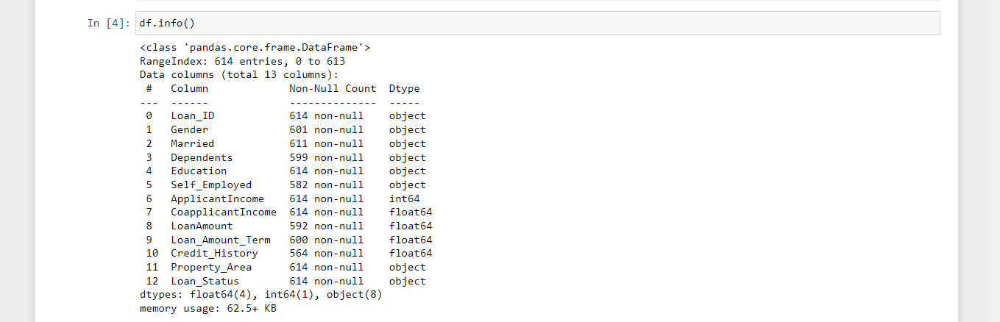 In [4]: df.info()
<class 'pandas.core.frame.DataFrame'>
RangeIndex: 614 entries, 0 to 613
Data columns (total 13 columns):
 #   Column             Non-Null Count  Dtype
---  ------             --------------  -----
 0   Loan_ID            614 non-null    object
 1   Gender             601 non-null    object
 2   Married            611 non-null    object
 3   Dependents         599 non-null    object
 4   Education          614 non-null    object
 5   Self_Employed      582 non-null    object
 6   ApplicantIncome    614 non-null    int64
 7   CoapplicantIncome  614 non-null    float64
 8   LoanAmount         592 non-null    float64
 9   Loan_Amount_Term   600 non-null    float64
 10  Credit_History     564 non-null    float64
 11  Property_Area      614 non-null    object
 12  Loan_Status        614 non-null    object
dtypes: float64(4), int64(1), object(8)
memory usage: 62.5+ KB